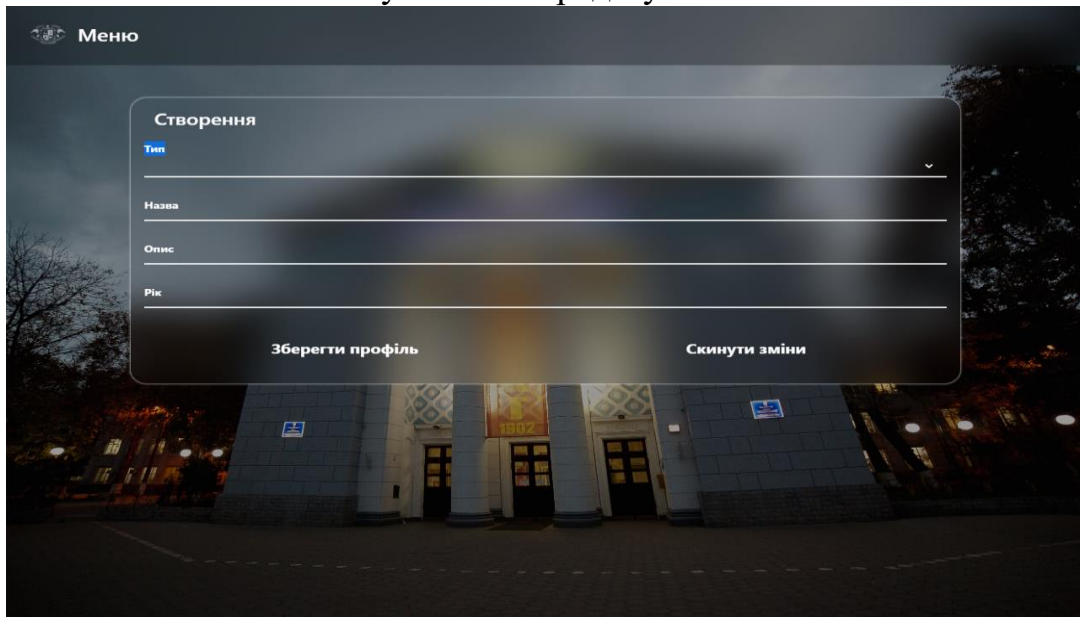 Меню
Створення
Тип
Назва
Опис
Рік
Зберегти профіль
Скинути зміни
1902